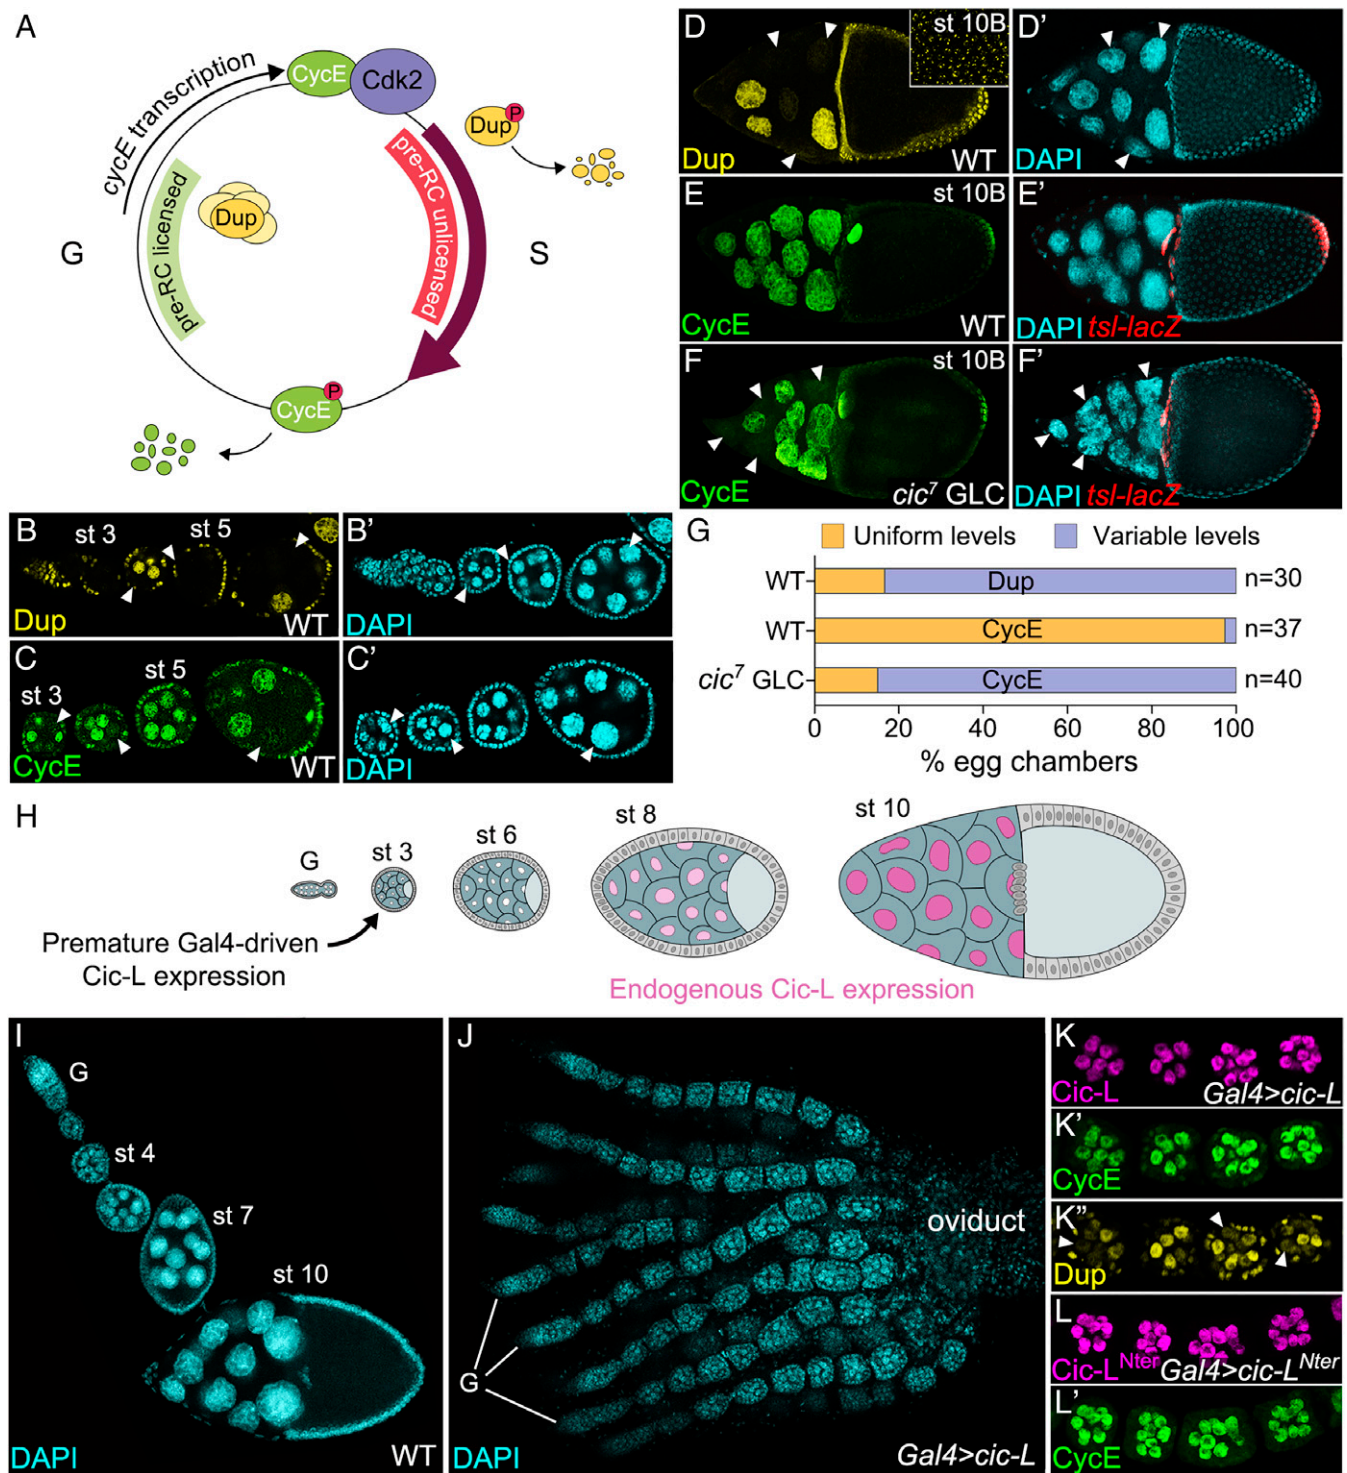 A
cycE transcription
CycE
Cdk2
Dup
P
pre-RC licensed
Dup
pre-RC unlicensed
G
S
CycE
P
B
st 3
st 5
Dup
WT
B'
DAPI
C
st 3
st 5
CycE
WT
C'
DAPI
D
st 10B
Dup
WT
D'
DAPI
E
st 10B
CycE
WT
E'
DAPI tsl-lacZ
F
st 10B
CycE
cic⁷ GLC
F'
DAPI tsl-lacZ
G
Uniform levels
Variable levels
WT
Dup
n=30
WT
CycE
n=37
cic⁷ GLC
CycE
n=40
0 20 40 60 80 100
% egg chambers
H
G
st 3
st 6
st 8
st 10
Premature Gal4-driven
Cic-L expression
Endogenous Cic-L expression
I
G
st 4
st 7
st 10
DAPI
WT
J
oviduct
G
DAPI
Gal4>cic-L
K
Cic-L
Gal4>cic-L
K'
CycE
K"
Dup
L
Cic-L^Nter
Gal4>cic-L^Nter
L'
CycE